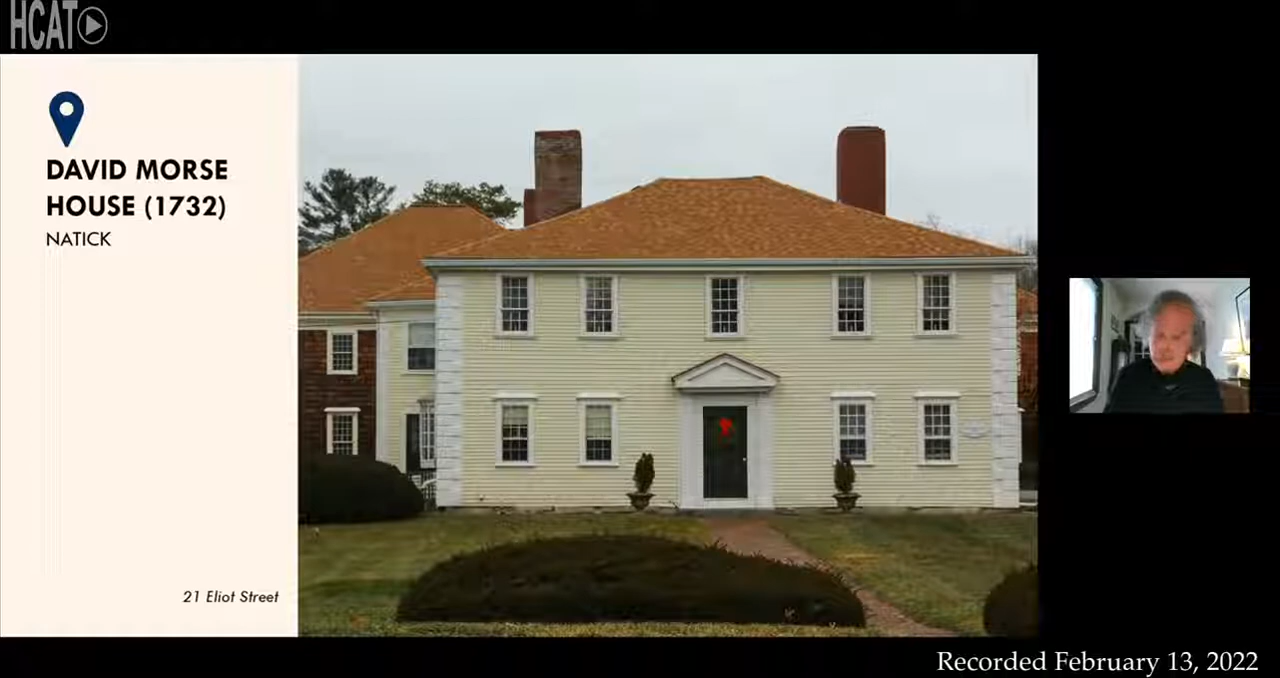 HCAT
DAVID MORSE
HOUSE (1732)
NATICK
21 Eliot Street
Recorded February 13, 2022